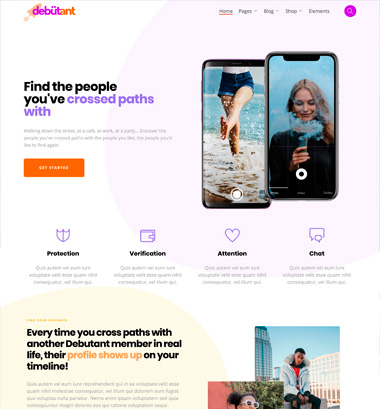 debütant
Home Pages Blog Shop Elements
Find the people
you've crossed paths
with
Walking down the street, at a café, at work, at a party... Discover the
people you've crossed paths with the people you like, the people you'd
like to find again.
GET STARTED
Protection Verification Attention Chat
Quis autem vel eum iure Quis autem vel eum iure Quis autem vel eum iure Quis autem vel eum iure
voluptate velit esse quam nihil voluptate velit esse quam nihil voluptate velit esse quam nihil voluptate velit esse quam nihil
consequatur, vel illum qui. consequatur, vel illum qui. consequatur, vel illum qui. consequatur, vel illum qui.
FIND YOUR SOULMATE
Every time you cross paths with
another Debutant member in real
life, their profile shows up on your
timeline!
Quis autem vel eum iure reprehenderit qui in ea voluptate velit esse
quam nihil molestiae consequatur, vel illum qui dolorem eum fugiat
quo voluptas nulla pariatur. Nemo enim ipsam voluptatem sed quia
consequuntur magni dolores eos qui ratione voluptatem sequi